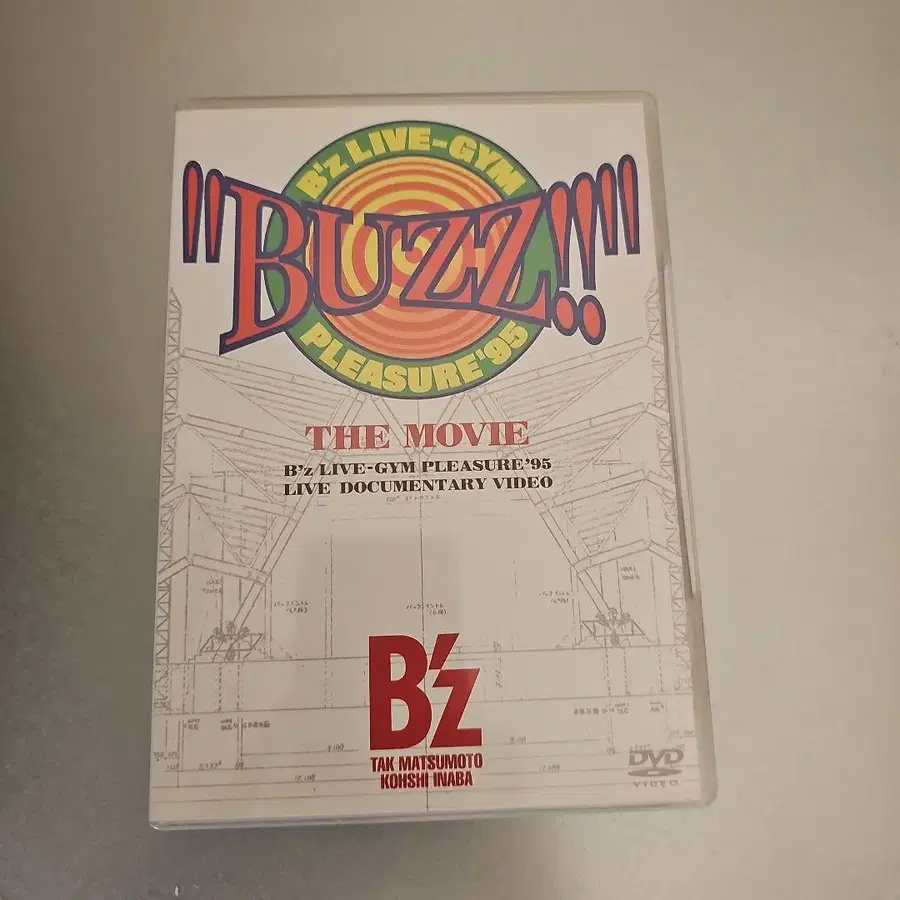 B'z LIVE-GYM
"BUZZ!!"
PLEASURE'95
THE MOVIE
B'z LIVE-GYM PLEASURE'95
LIVE DOCUMENTARY VIDEO
B'z
TAK MATSUMOTO
KOHSHI INABA
DVD
VIDEO